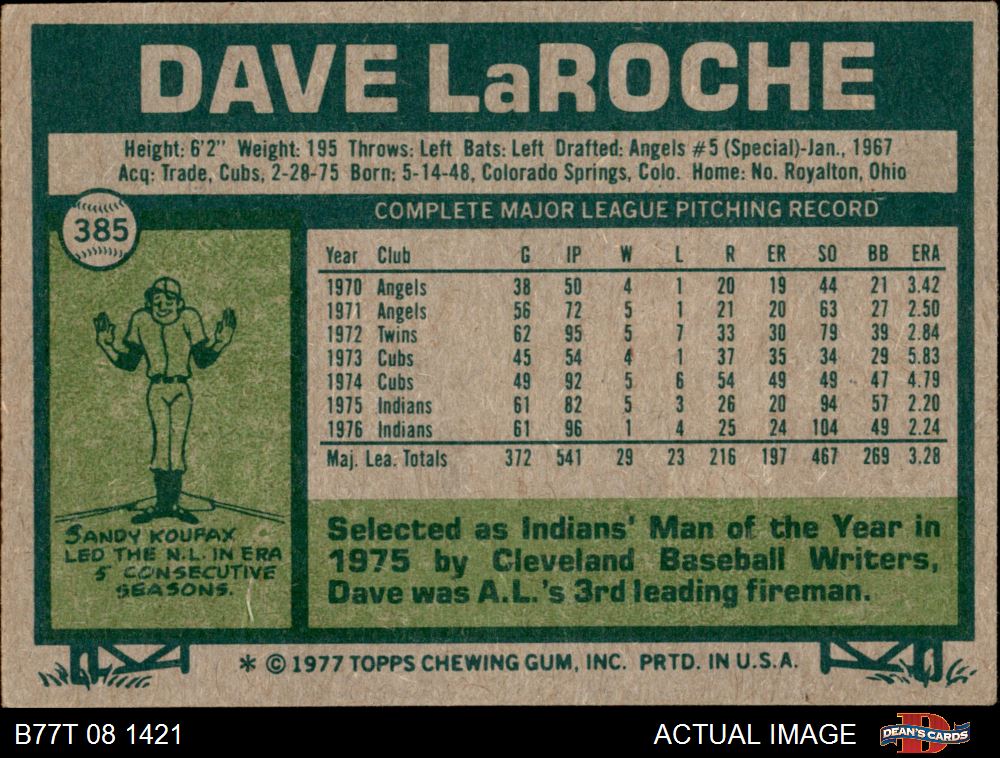 DAVE LaROCHE
Height: 6'2" Weight: 195 Throws: Left Bats: Left Drafted: Angels #5 (Special)-Jan., 1967
Acq: Trade, Cubs, 2-28-75 Born: 5-14-48, Colorado Springs, Colo. Home: No. Royalton, Ohio
385
COMPLETE MAJOR LEAGUE PITCHING RECORD
Year Club G IP W L R ER SO BB ERA
1970 Angels 38 50 4 1 20 19 44 21 3.42
1971 Angels 56 72 5 1 21 20 63 27 2.50
1972 Twins 62 95 5 7 33 30 79 39 2.84
1973 Cubs 45 54 4 1 37 35 34 29 5.83
1974 Cubs 49 92 5 6 54 49 49 47 4.79
1975 Indians 61 82 5 3 26 20 94 57 2.20
1976 Indians 61 96 1 4 25 24 104 49 2.24
Maj. Lea. Totals 372 541 29 23 216 197 467 269 3.28
SANDY KOUFAX
LED THE N.L. IN ERA
5 CONSECUTIVE
SEASONS.
Selected as Indians' Man of the Year in
1975 by Cleveland Baseball Writers,
Dave was A.L.'s 3rd leading fireman.
* © 1977 TOPPS CHEWING GUM, INC. PRTD. IN U.S.A.
B77T 08 1421
ACTUAL IMAGE
DEAN'S CARDS